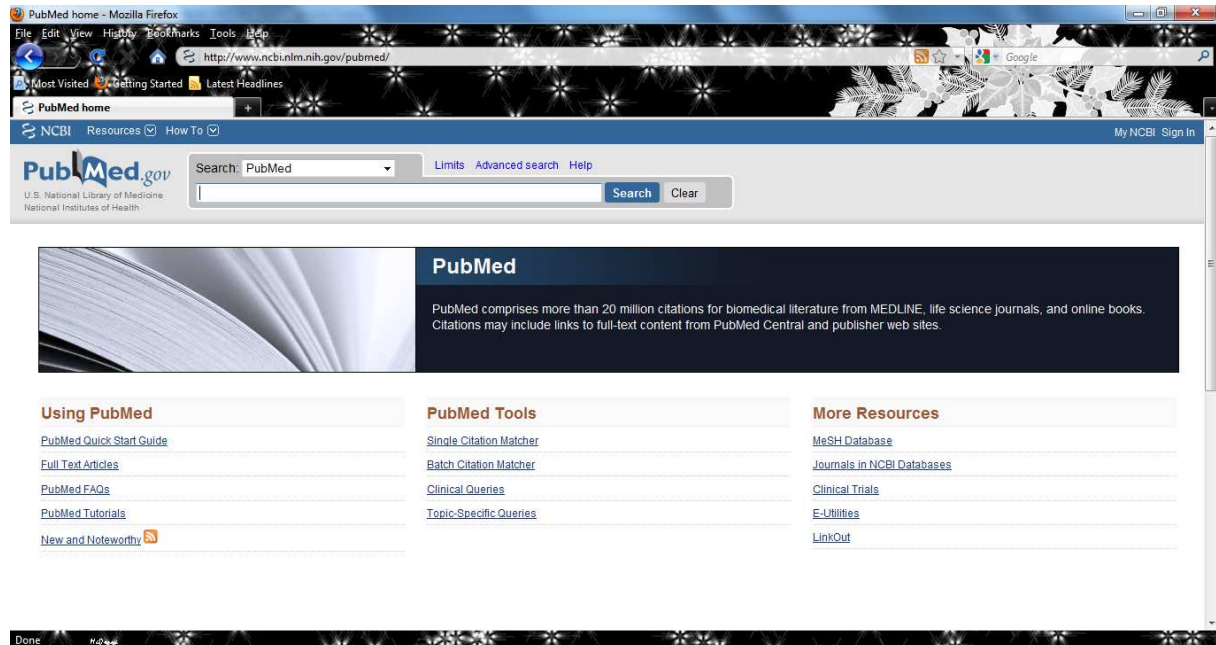 PubMed home - Mozilla Firefox
File Edit View History Bookmarks Tools Help
http://www.ncbi.nlm.nih.gov/pubmed/
Google
Most Visited Getting Started Latest Headlines
PubMed home
NCBI Resources How To
My NCBI Sign In
PubMed.gov
U.S. National Library of Medicine
National Institutes of Health
Search: PubMed
Limits Advanced search Help
Search Clear
PubMed
PubMed comprises more than 20 million citations for biomedical literature from MEDLINE, life science journals, and online books.
Citations may include links to full-text content from PubMed Central and publisher web sites.
Using PubMed
PubMed Quick Start Guide
Full Text Articles
PubMed FAQs
PubMed Tutorials
New and Noteworthy
PubMed Tools
Single Citation Matcher
Batch Citation Matcher
Clinical Queries
Topic-Specific Queries
More Resources
MeSH Database
Journals in NCBI Databases
Clinical Trials
E-Utilities
LinkOut
Done